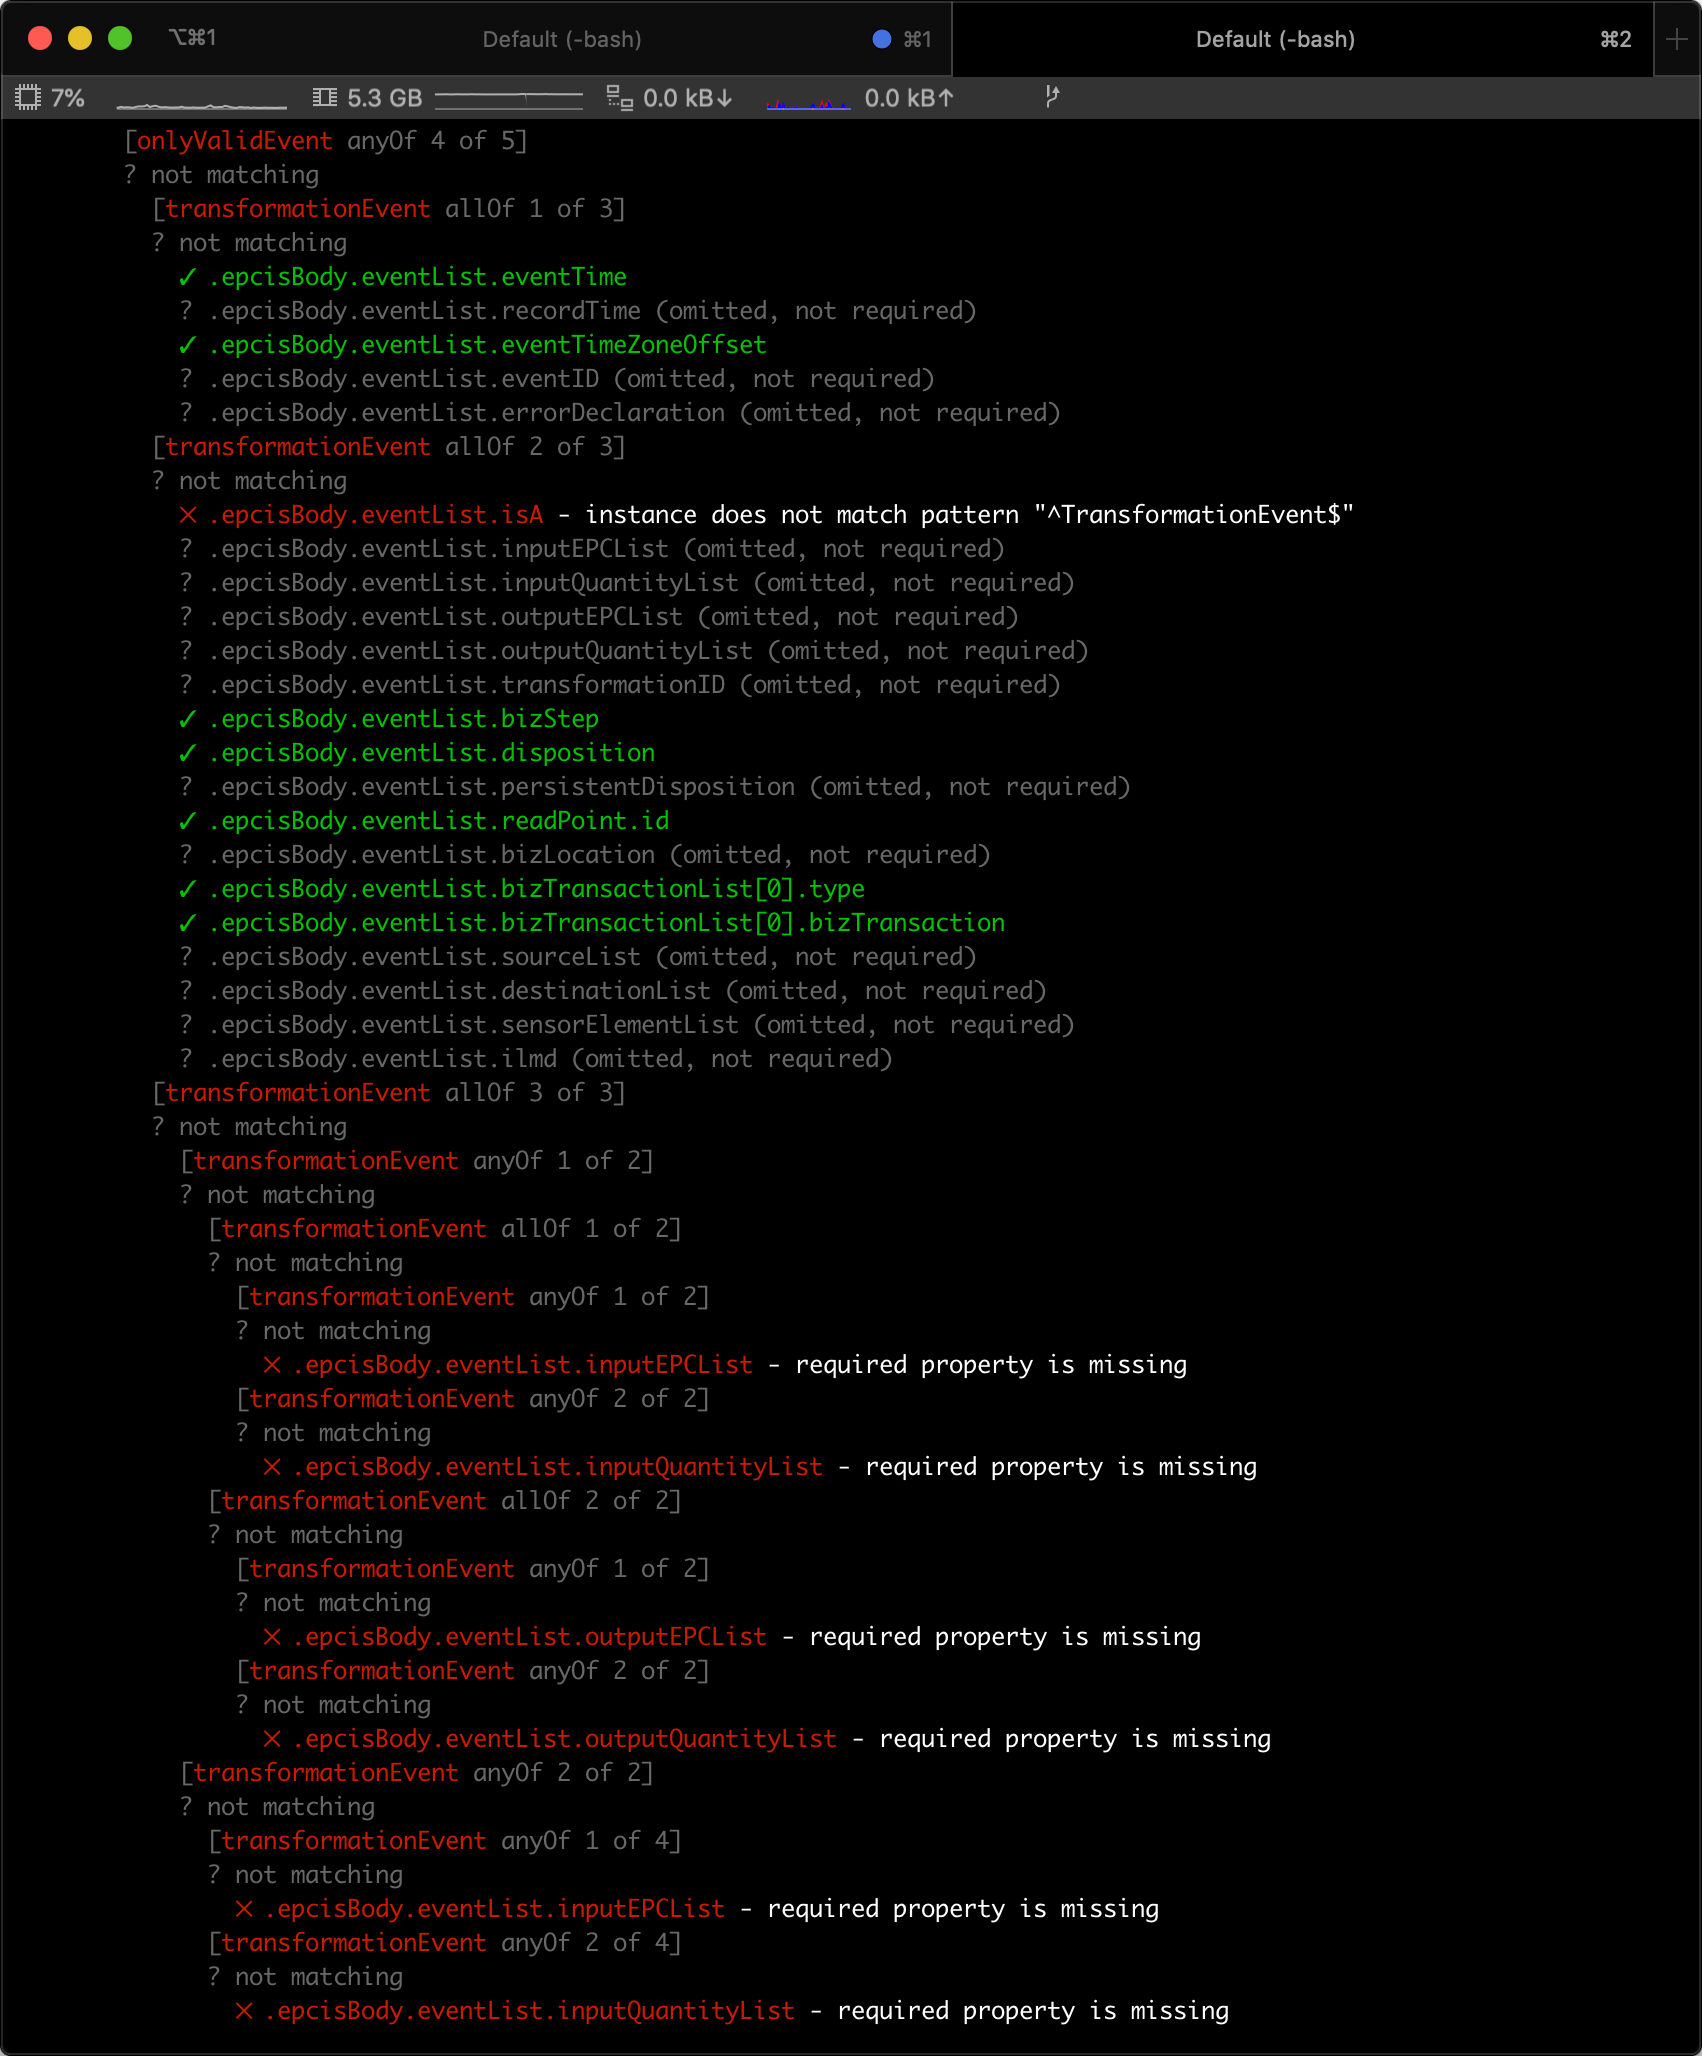 ⌥⌘1 Default (-bash) ⌘1 Default (-bash) ⌘2 +
7% 5.3 GB 0.0 kB↓ 0.0 kB↑
[onlyValidEvent anyOf 4 of 5]
? not matching
[transformationEvent allOf 1 of 3]
? not matching
✓ .epcisBody.eventList.eventTime
? .epcisBody.eventList.recordTime (omitted, not required)
✓ .epcisBody.eventList.eventTimeZoneOffset
? .epcisBody.eventList.eventID (omitted, not required)
? .epcisBody.eventList.errorDeclaration (omitted, not required)
[transformationEvent allOf 2 of 3]
? not matching
✕ .epcisBody.eventList.isA - instance does not match pattern "^TransformationEvent$"
? .epcisBody.eventList.inputEPCList (omitted, not required)
? .epcisBody.eventList.inputQuantityList (omitted, not required)
? .epcisBody.eventList.outputEPCList (omitted, not required)
? .epcisBody.eventList.outputQuantityList (omitted, not required)
? .epcisBody.eventList.transformationID (omitted, not required)
✓ .epcisBody.eventList.bizStep
✓ .epcisBody.eventList.disposition
? .epcisBody.eventList.persistentDisposition (omitted, not required)
✓ .epcisBody.eventList.readPoint.id
? .epcisBody.eventList.bizLocation (omitted, not required)
✓ .epcisBody.eventList.bizTransactionList[0].type
✓ .epcisBody.eventList.bizTransactionList[0].bizTransaction
? .epcisBody.eventList.sourceList (omitted, not required)
? .epcisBody.eventList.destinationList (omitted, not required)
? .epcisBody.eventList.sensorElementList (omitted, not required)
? .epcisBody.eventList.ilmd (omitted, not required)
[transformationEvent allOf 3 of 3]
? not matching
[transformationEvent anyOf 1 of 2]
? not matching
[transformationEvent allOf 1 of 2]
? not matching
[transformationEvent anyOf 1 of 2]
? not matching
✕ .epcisBody.eventList.inputEPCList - required property is missing
[transformationEvent anyOf 2 of 2]
? not matching
✕ .epcisBody.eventList.inputQuantityList - required property is missing
[transformationEvent allOf 2 of 2]
? not matching
[transformationEvent anyOf 1 of 2]
? not matching
✕ .epcisBody.eventList.outputEPCList - required property is missing
[transformationEvent anyOf 2 of 2]
? not matching
✕ .epcisBody.eventList.outputQuantityList - required property is missing
[transformationEvent anyOf 2 of 2]
? not matching
[transformationEvent anyOf 1 of 4]
? not matching
✕ .epcisBody.eventList.inputEPCList - required property is missing
[transformationEvent anyOf 2 of 4]
? not matching
✕ .epcisBody.eventList.inputQuantityList - required property is missing